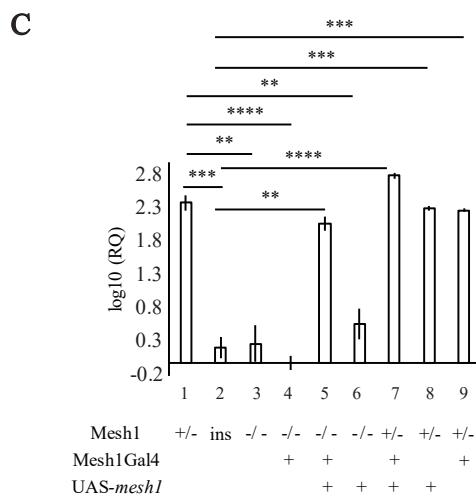 C
***
***
**
****
**
****
***
**
2.8
2.3
1.8
1.3
0.8
0.3
-0.2
log10 (RQ)
1 2 3 4 5 6 7 8 9
Mesh1 +/- ins -/- -/- -/- -/- +/- +/- +/-
Mesh1Gal4 + + + +
UAS-mesh1 + + + +